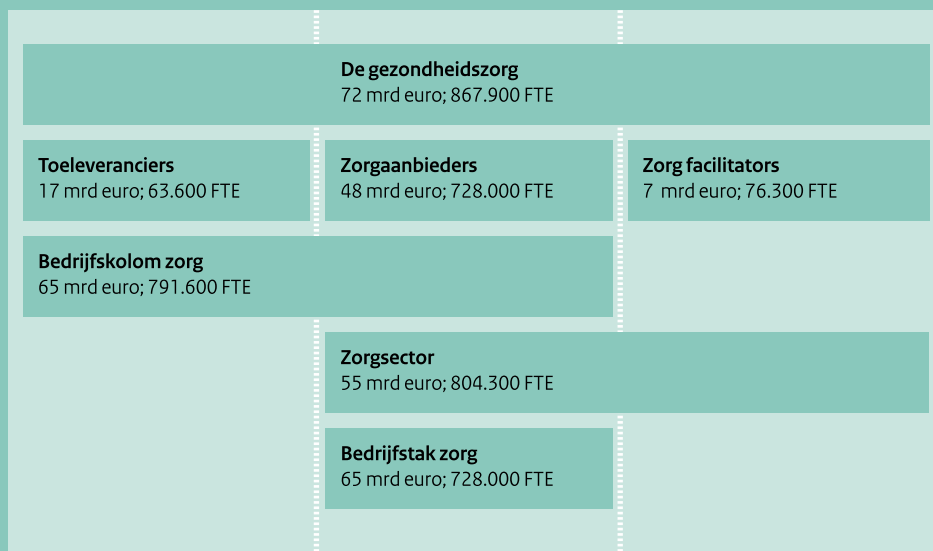 De gezondheidszorg
72 mrd euro; 867.900 FTE
Toeleveranciers
17 mrd euro; 63.600 FTE
Zorgaanbieders
48 mrd euro; 728.000 FTE
Zorg facilitators
7 mrd euro; 76.300 FTE
Bedrijfskolom zorg
65 mrd euro; 791.600 FTE
Zorgsector
55 mrd euro; 804.300 FTE
Bedrijfstak zorg
65 mrd euro; 728.000 FTE